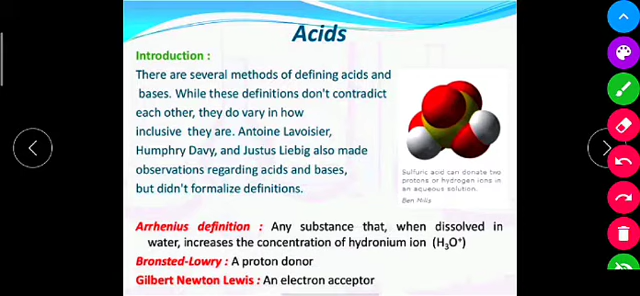 Acids
Introduction :
There are several methods of defining acids and
bases. While these definitions don't contradict
each other, they do vary in how
inclusive they are. Antoine Lavoisier,
Humphry Davy, and Justus Liebig also made
observations regarding acids and bases,
but didn't formalize definitions.
Sulfuric acid can donate two
protons or hydrogen ions in
an aqueous solution.
Ben Mills
Arrhenius definition : Any substance that, when dissolved in
water, increases the concentration of hydronium ion (H₃O⁺)
Bronsted-Lowry : A proton donor
Gilbert Newton Lewis : An electron acceptor